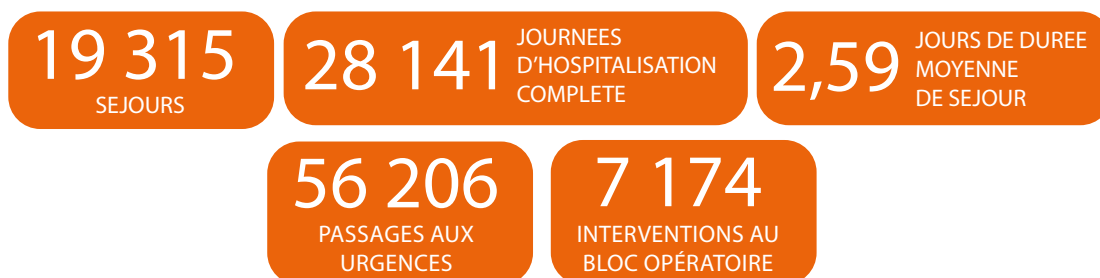 19 315
SEJOURS
28 141
JOURNEES
D'HOSPITALISATION
COMPLETE
2,59
JOURS DE DUREE
MOYENNE
DE SEJOUR
56 206
PASSAGES AUX
URGENCES
7 174
INTERVENTIONS AU
BLOC OPÉRATOIRE